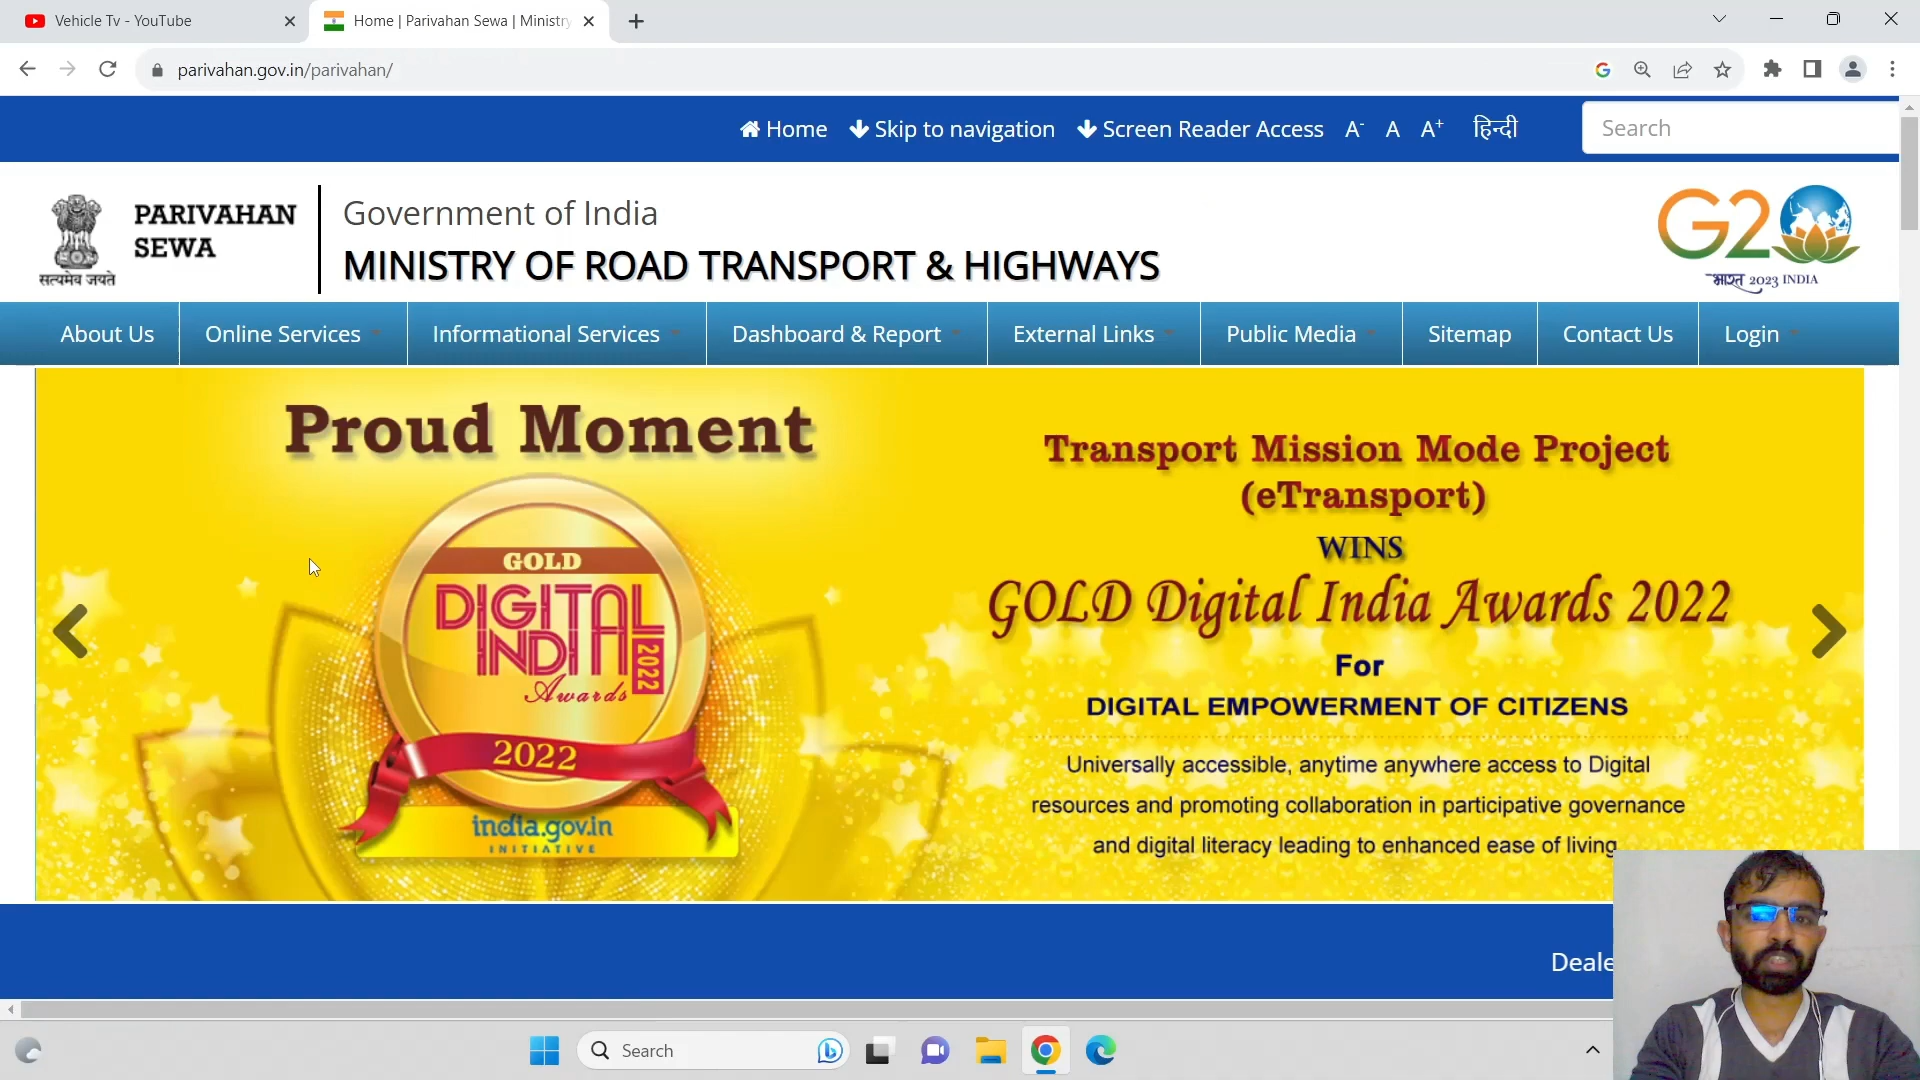 Vehicle Tv - YouTube
Home | Parivahan Sewa | Ministry
parivahan.gov.in/parivahan/
Home Skip to navigation Screen Reader Access A- A A+ हिन्दी Search
PARIVAHAN
SEWA
सत्यमेव जयते
Government of India
MINISTRY OF ROAD TRANSPORT & HIGHWAYS
G20
भारत 2023 INDIA
About Us Online Services Informational Services Dashboard & Report External Links Public Media Sitemap Contact Us Login
Proud Moment
GOLD
DIGITAL
INDIA
2022
Awards
2022
india.gov.in
INITIATIVE
Transport Mission Mode Project
(eTransport)
WINS
GOLD Digital India Awards 2022
For
DIGITAL EMPOWERMENT OF CITIZENS
Universally accessible, anytime anywhere access to Digital
resources and promoting collaboration in participative governance
and digital literacy leading to enhanced ease of living
Deale
Search